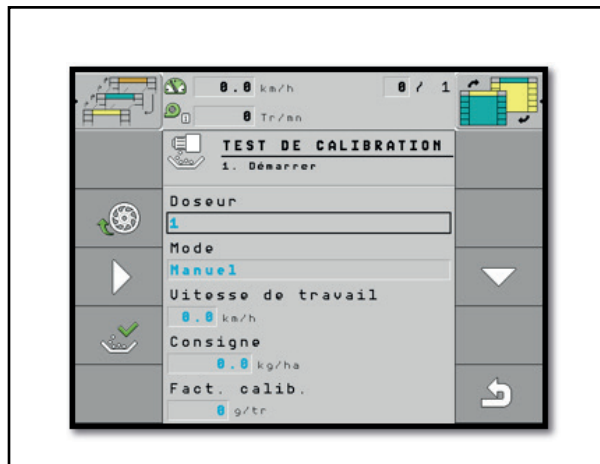 0.0 km/h 0 / 1
0 Tr/mn
TEST DE CALIBRATION
1. Démarrer
Doseur
1
Mode
Manuel
Vitesse de travail
0.0 km/h
Consigne
0.0 kg/ha
Fact. calib.
0 g/tr